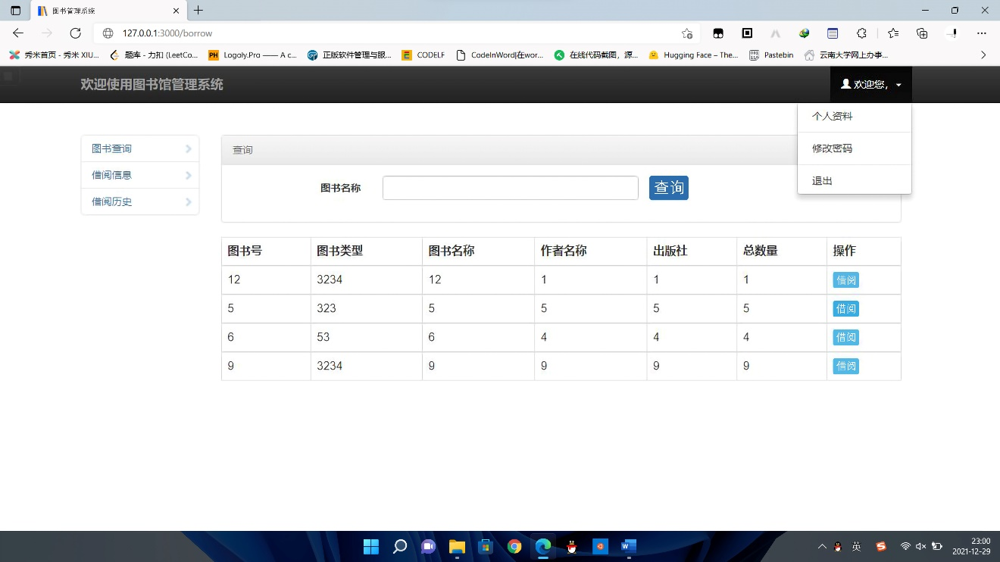 图书管理系统
127.0.0.1:3000/borrow
秀米首页 - 秀米 XIU... 题库 - 力扣 (LeetCo... PH Logoly.Pro —— A c... 正版软件管理与服... E CODELF CodeInWord|在wor... 在线代码截图，源... Hugging Face – The... Pastebin 云南大学网上办事...
欢迎使用图书馆管理系统 欢迎您，
个人资料
修改密码
退出
图书查询
借阅信息
借阅历史
查询
图书名称 查询
图书号 图书类型 图书名称 作者名称 出版社 总数量 操作
12 3234 12 1 1 1 借阅
5 323 5 5 5 5 借阅
6 53 6 4 4 4 借阅
9 3234 9 9 9 9 借阅
英 23:00
2021-12-29